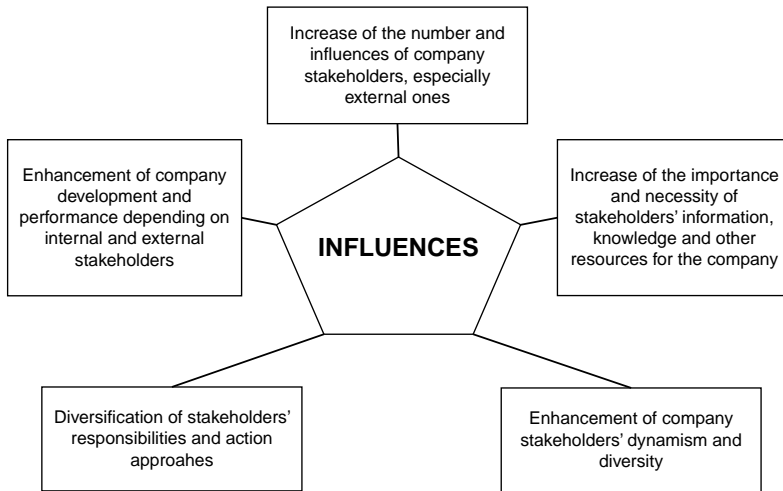 Increase of the number and
influences of company
stakeholders, especially
external ones
Enhancement of company
development and
performance depending on
internal and external
stakeholders
INFLUENCES
Increase of the importance
and necessity of
stakeholders' information,
knowledge and other
resources for the company
Diversification of stakeholders'
responsibilities and action
approahes
Enhancement of company
stakeholders' dynamism and
diversity